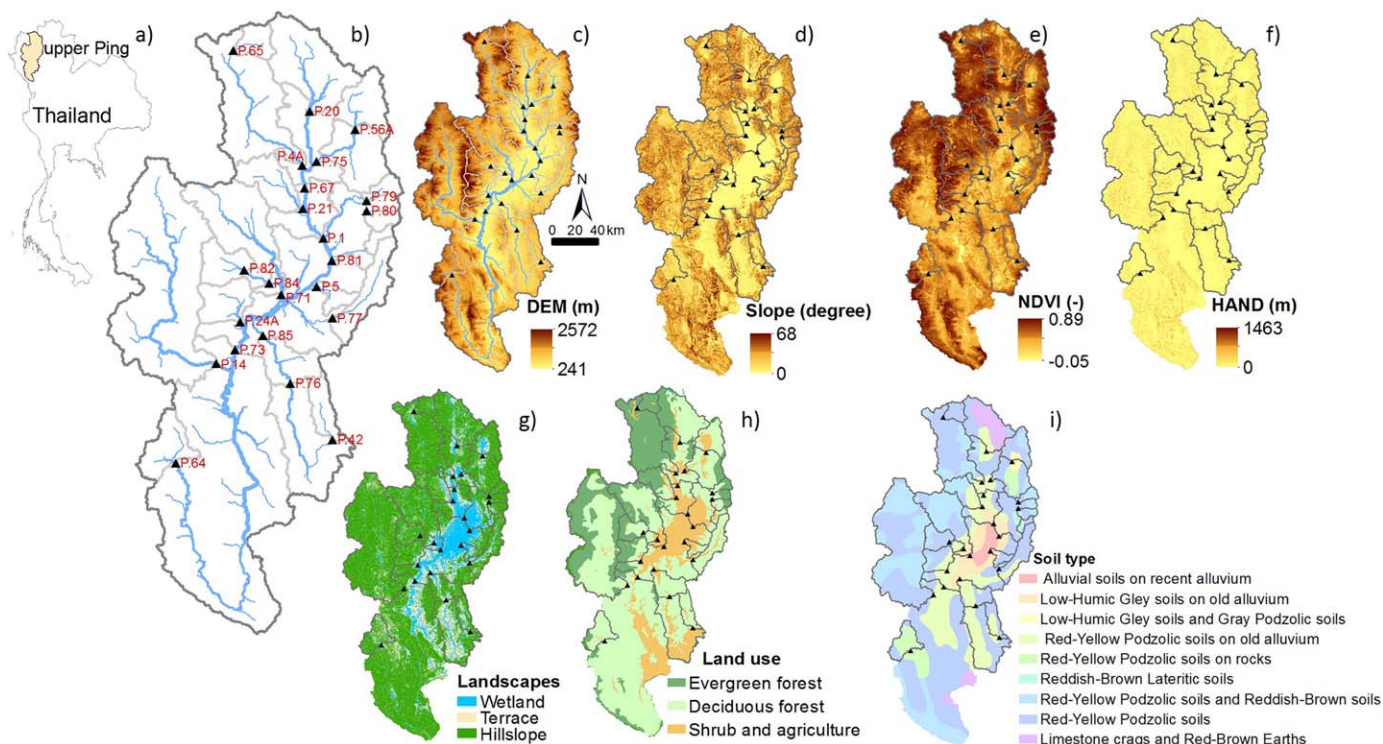 a)
upper Ping
Thailand
b)
P.65
P.20
P.56A
P.4A
P.75
P.67
P.79
P.21
P.80
P.1
P.81
P.82
P.84
P.5
P.71
P.24A
P.77
P.85
P.73
P.14
P.76
P.42
P.64
c)
N
0 20 40 km
DEM (m)
2572
241
d)
Slope (degree)
68
0
e)
NDVI (-)
0.89
-0.05
f)
HAND (m)
1463
0
g)
Landscapes
Wetland
Terrace
Hillslope
h)
Land use
Evergreen forest
Deciduous forest
Shrub and agriculture
i)
Soil type
Alluvial soils on recent alluvium
Low-Humic Gley soils on old alluvium
Low-Humic Gley soils and Gray Podzolic soils
Red-Yellow Podzolic soils on old alluvium
Red-Yellow Podzolic soils on rocks
Reddish-Brown Lateritic soils
Red-Yellow Podzolic soils and Reddish-Brown soils
Red-Yellow Podzolic soils
Limestone crags and Red-Brown Earths